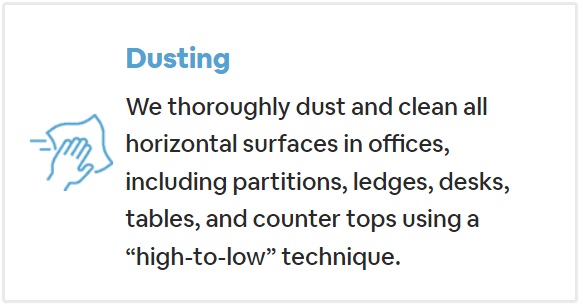 Dusting
We thoroughly dust and clean all
horizontal surfaces in offices,
including partitions, ledges, desks,
tables, and counter tops using a
“high-to-low” technique.